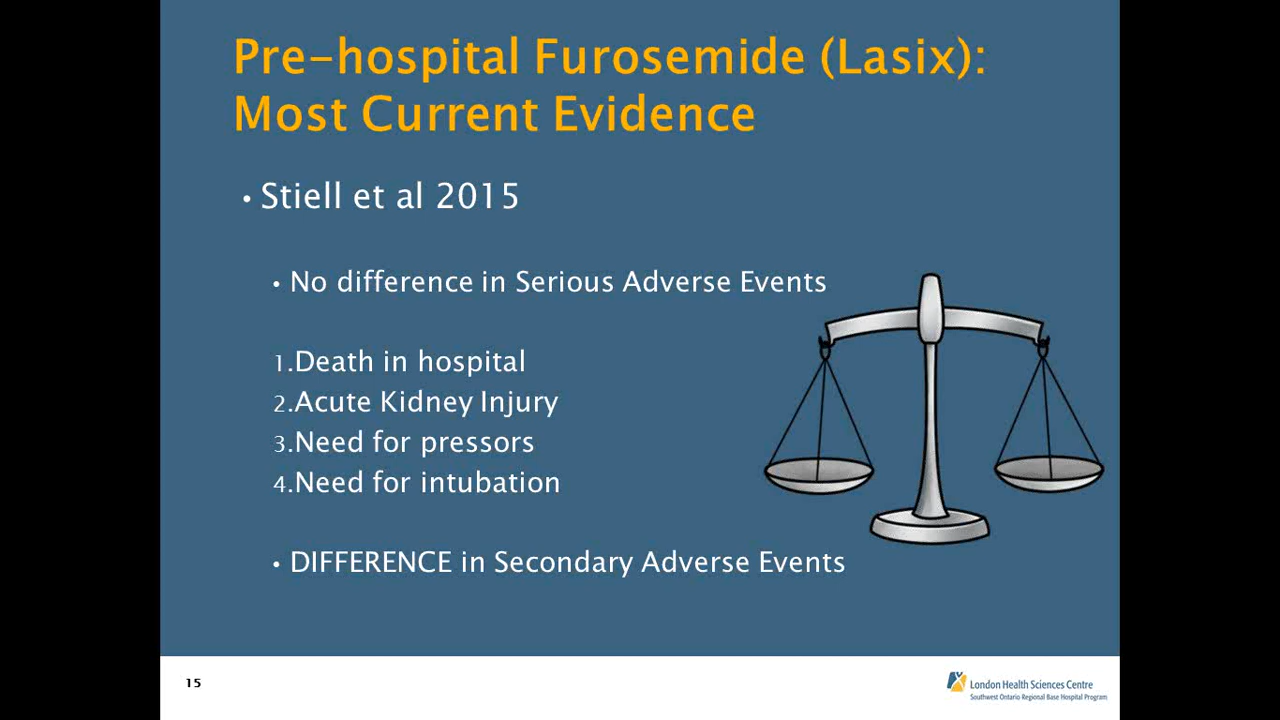 Pre-hospital Furosemide (Lasix):
Most Current Evidence
• Stiell et al 2015
• No difference in Serious Adverse Events
1.Death in hospital
2.Acute Kidney Injury
3.Need for pressors
4.Need for intubation
• DIFFERENCE in Secondary Adverse Events
15
London Health Sciences Centre
Southwest Ontario Regional Base Hospital Program